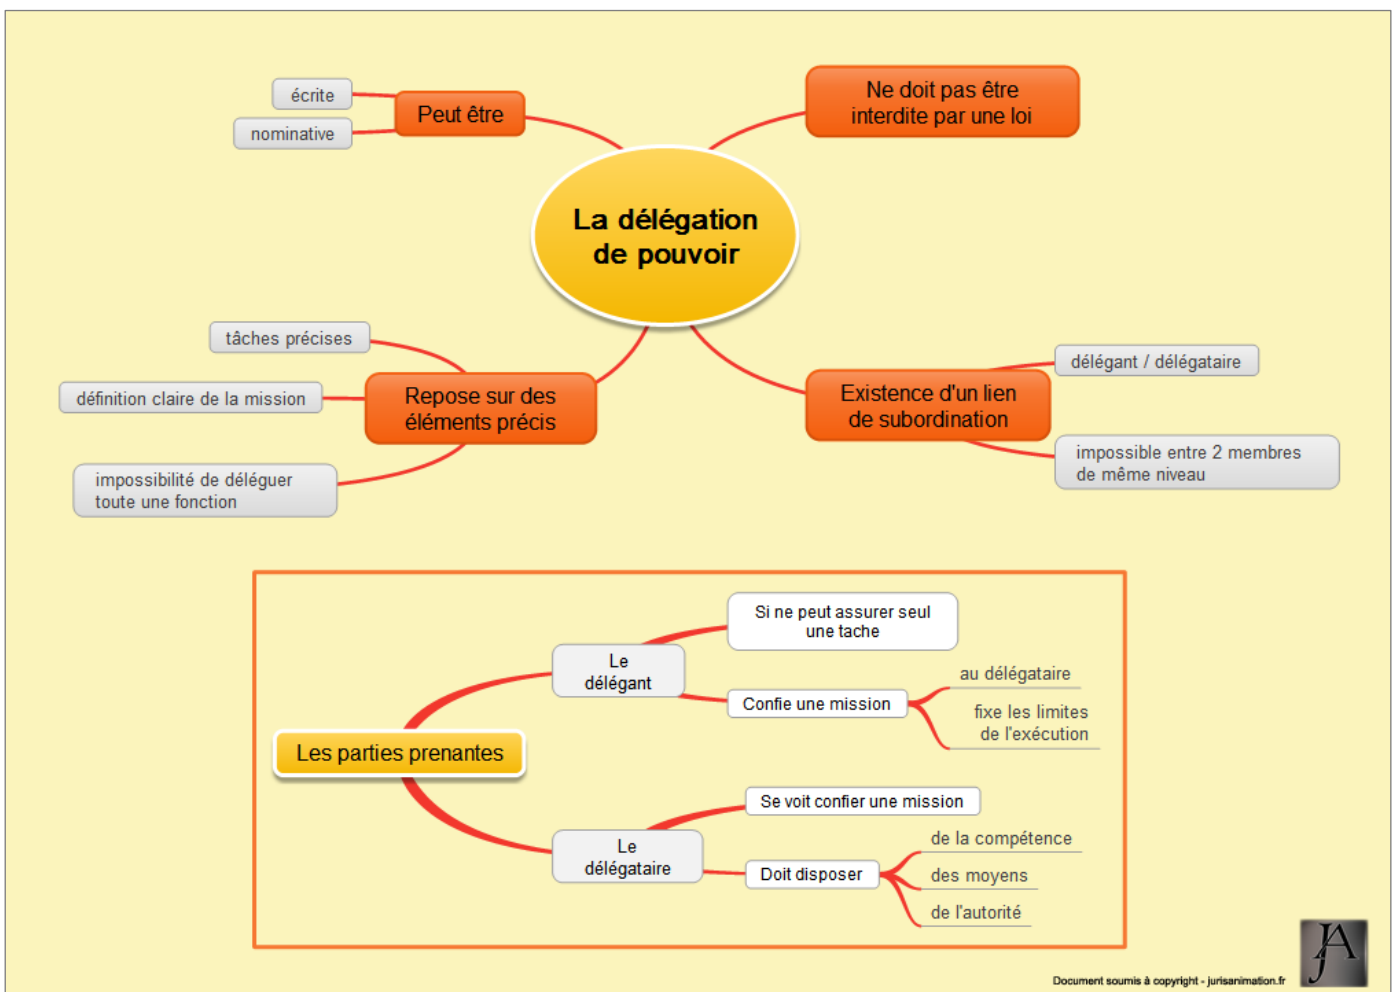 écrite
nominative
Peut être
Ne doit pas être
interdite par une loi
La délégation
de pouvoir
tâches précises
définition claire de la mission
impossibilité de déléguer
toute une fonction
Repose sur des
éléments précis
Existence d'un lien
de subordination
délégant / délégataire
impossible entre 2 membres
de même niveau
Les parties prenantes
Le
délégant
Si ne peut assurer seul
une tache
Confie une mission
au délégataire
fixe les limites
de l'exécution
Le
délégataire
Se voit confier une mission
Doit disposer
de la compétence
des moyens
de l'autorité
Document soumis à copyright - jurisanimation.fr
JA